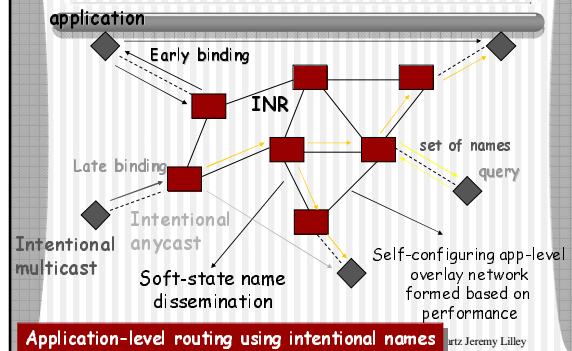 application
Early binding
INR
set of names
query
Late binding
Intentional
anycast
Intentional
multicast
Soft-state name
dissemination
Self-configuring app-level
overlay network
formed based on
performance
Application-level routing using intentional names
Jeremy Lilley